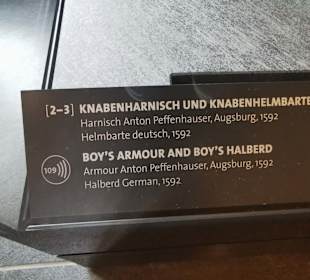 [2–3] KNABENHARNISCH UND KNABENHELMBARTE
Harnisch Anton Peffenhauser, Augsburg, 1592
Helmbarte deutsch, 1592
BOY'S ARMOUR AND BOY'S HALBERD
109 Armour Anton Peffenhauser, Augsburg, 1592
Halberd German, 1592